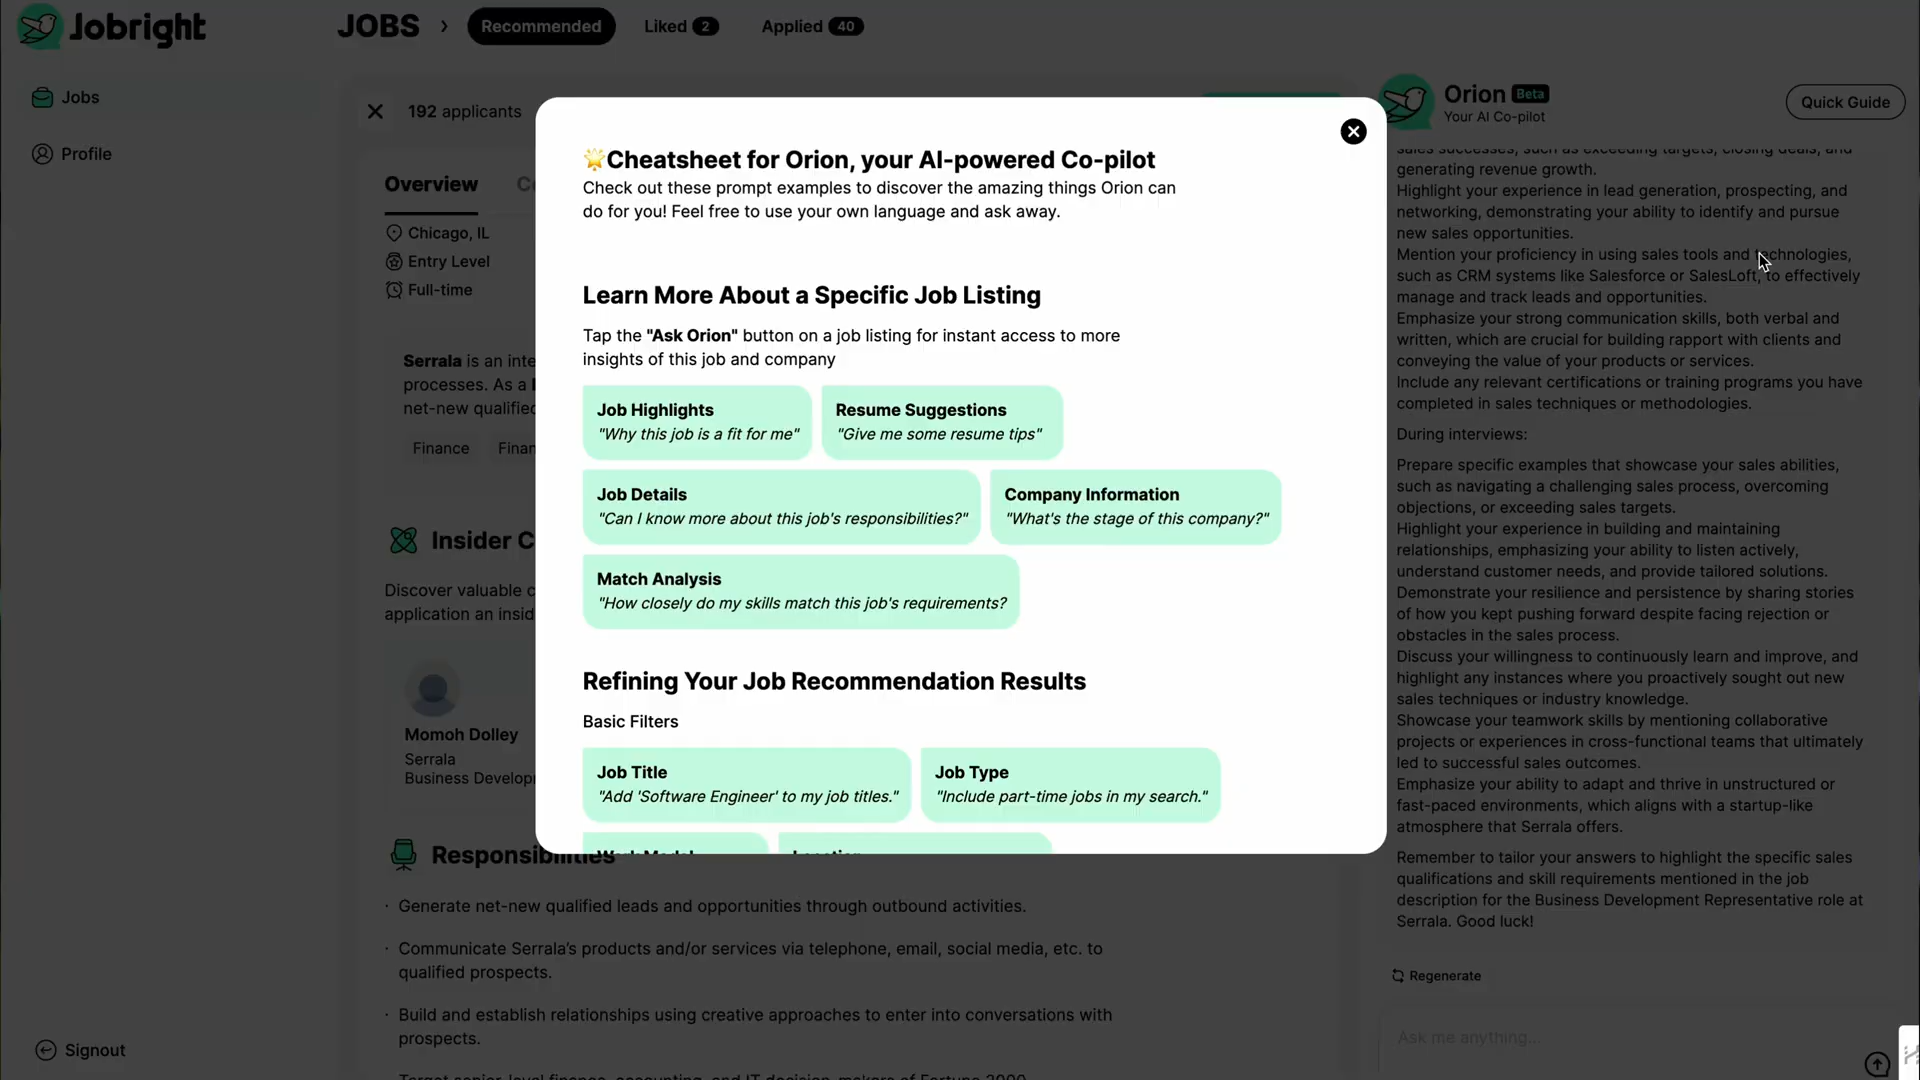 Jobright
JOBS > Recommended Liked 2 Applied 40
Jobs
Profile
Signout
192 applicants
Overview
Chicago, IL
Entry Level
Full-time
Serrala is an
processes. As a
net-new qualified
Finance
Insider
Discover valuable
application an
Momoh Dolley
Serrala
Business
Responsibilities
· Generate net-new qualified leads and opportunities through outbound activities.
· Communicate Serrala's products and/or services via telephone, email, social media, etc. to
qualified prospects.
· Build and establish relationships using creative approaches to enter into conversations with
prospects.
Target senior-level finance, accounting, and IT decision-makers of Fortune 2000
🌟Cheatsheet for Orion, your AI-powered Co-pilot
Check out these prompt examples to discover the amazing things Orion can
do for you! Feel free to use your own language and ask away.
Learn More About a Specific Job Listing
Tap the "Ask Orion" button on a job listing for instant access to more
insights of this job and company
Job Highlights
"Why this job is a fit for me"
Resume Suggestions
"Give me some resume tips"
Job Details
"Can I know more about this job's responsibilities?"
Company Information
"What's the stage of this company?"
Match Analysis
"How closely do my skills match this job's requirements?
Refining Your Job Recommendation Results
Basic Filters
Job Title
"Add 'Software Engineer' to my job titles."
Job Type
"Include part-time jobs in my search."
Work Model
Location
Orion Beta
Your AI Co-pilot
Quick Guide
sales successes, such as exceeding targets, closing deals, and
generating revenue growth.
Highlight your experience in lead generation, prospecting, and
networking, demonstrating your ability to identify and pursue
new sales opportunities.
Mention your proficiency in using sales tools and technologies,
such as CRM systems like Salesforce or SalesLoft, to effectively
manage and track leads and opportunities.
Emphasize your strong communication skills, both verbal and
written, which are crucial for building rapport with clients and
conveying the value of your products or services.
Include any relevant certifications or training programs you have
completed in sales techniques or methodologies.
During interviews:
Prepare specific examples that showcase your sales abilities,
such as navigating a challenging sales process, overcoming
objections, or exceeding sales targets.
Highlight your experience in building and maintaining
relationships, emphasizing your ability to listen actively,
understand customer needs, and provide tailored solutions.
Demonstrate your resilience and persistence by sharing stories
of how you kept pushing forward despite facing rejection or
obstacles in the sales process.
Discuss your willingness to continuously learn and improve, and
highlight any instances where you proactively sought out new
sales techniques or industry knowledge.
Showcase your teamwork skills by mentioning collaborative
projects or experiences in cross-functional teams that ultimately
led to successful sales outcomes.
Emphasize your ability to adapt and thrive in unstructured or
fast-paced environments, which aligns with a startup-like
atmosphere that Serrala offers.
Remember to tailor your answers to highlight the specific sales
qualifications and skill requirements mentioned in the job
description for the Business Development Representative role at
Serrala. Good luck!
Regenerate
Ask me anything...